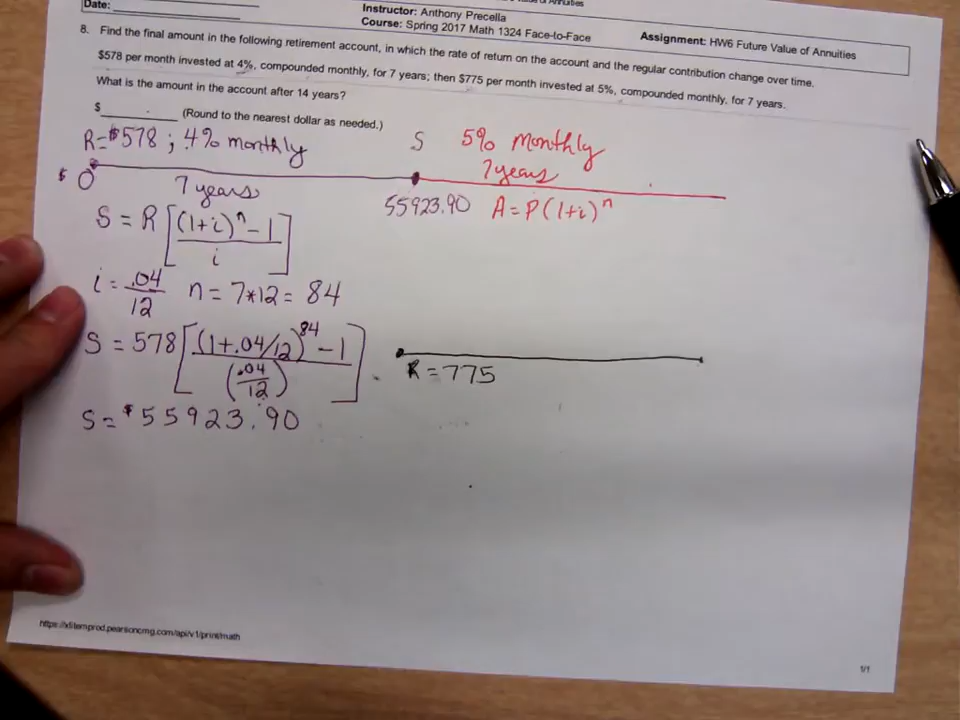 Date:
Instructor: Anthony Precella
Course: Spring 2017 Math 1324 Face-to-Face
Assignment: HW6 Future Value of Annuities
8. Find the final amount in the following retirement account, in which the rate of return on the account and the regular contribution change over time.
$578 per month invested at 4%, compounded monthly, for 7 years; then $775 per month invested at 5%, compounded monthly, for 7 years.
What is the amount in the account after 14 years?
$ (Round to the nearest dollar as needed.)
R=$578 ; .4% monthly
S 5% monthly
7years
$ 0 7 years
55923.90 A = P(1+i)^n
S = R[((1+i)^n - 1)/i]
i = .04/12 n = 7*12 = 84
S = 578[((1+.04/12)^84 - 1)/(.04/12)]
R = 775
S = $55923.90
https://xlitemprod.pearsoncmg.com/api/v1/print/math
1/1